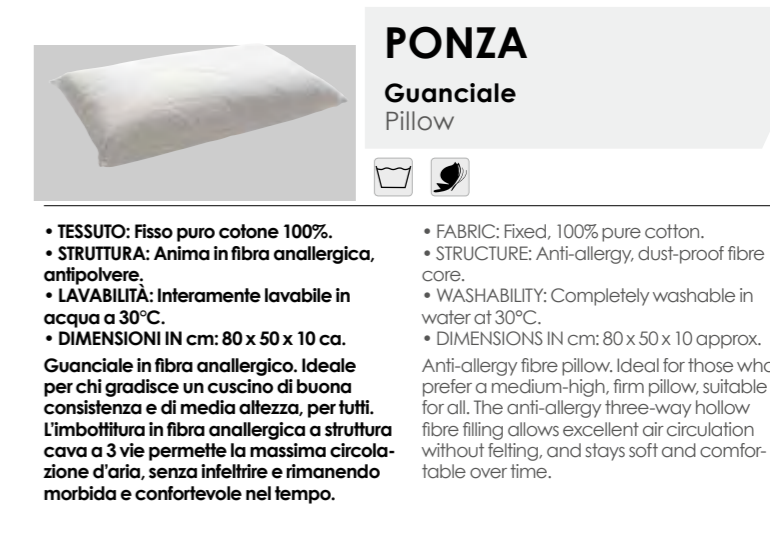 PONZA
Guanciale
Pillow
• TESSUTO: Fisso puro cotone 100%.
• STRUTTURA: Anima in fibra anallergica,
antipolvere.
• LAVABILITÀ: Interamente lavabile in
acqua a 30°C.
• DIMENSIONI IN cm: 80 x 50 x 10 ca.
Guanciale in fibra anallergico. Ideale
per chi gradisce un cuscino di buona
consistenza e di media altezza, per tutti.
L'imbottitura in fibra anallergica a struttura
cava a 3 vie permette la massima circola-
zione d'aria, senza infeltrire e rimanendo
morbida e confortevole nel tempo.
• FABRIC: Fixed, 100% pure cotton.
• STRUCTURE: Anti-allergy, dust-proof fibre
core.
• WASHABILITY: Completely washable in
water at 30°C.
• DIMENSIONS IN cm: 80 x 50 x 10 approx.
Anti-allergy fibre pillow. Ideal for those who
prefer a medium-high, firm pillow, suitable
for all. The anti-allergy three-way hollow
fibre filling allows excellent air circulation
without felting, and stays soft and comfor-
table over time.